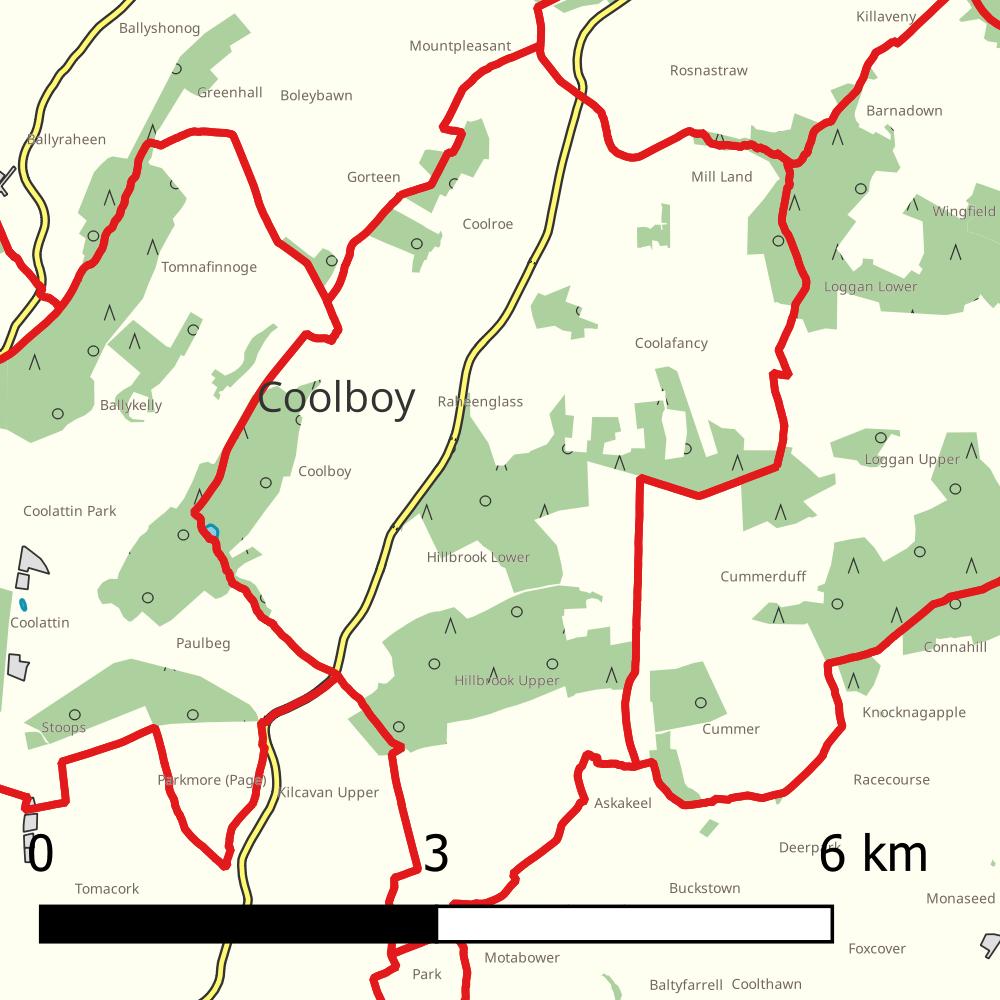 Killaveny
Ballyshonog
Mountpleasant
Rosnastraw
Greenhall
Boleybawn
Barnadown
Ballyraheen
Gorteen
Mill Land
Wingfield
Coolroe
Tomnafinnoge
Loggan Lower
Coolafancy
Coolboy
Raheenglass
Ballykelly
Loggan Upper
Coolboy
Coolattin Park
Hillbrook Lower
Cummerduff
Coolattin
Paulbeg
Connahill
Hillbrook Upper
Knocknagapple
Stoops
Cummer
Parkmore (Page)
Racecourse
Kilcavan Upper
Askakeel
Deerpark
0 3 6 km
Tomacork
Buckstown
Monaseed
Foxcover
Motabower
Park
Baltyfarrell
Coolthawn